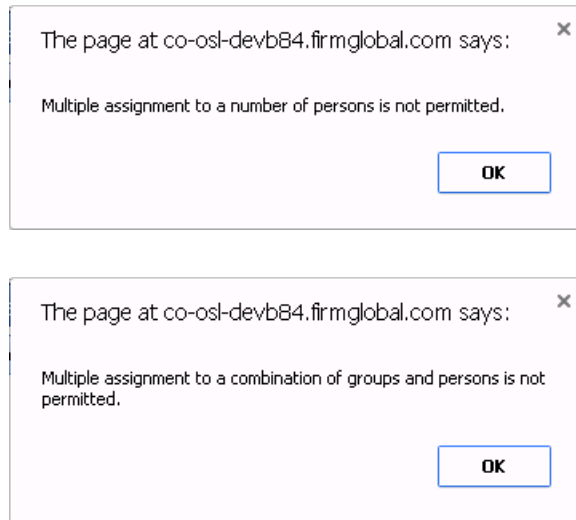 The page at co-osl-devb84.firmglobal.com says:
Multiple assignment to a number of persons is not permitted.
OK
The page at co-osl-devb84.firmglobal.com says:
Multiple assignment to a combination of groups and persons is not
permitted.
OK